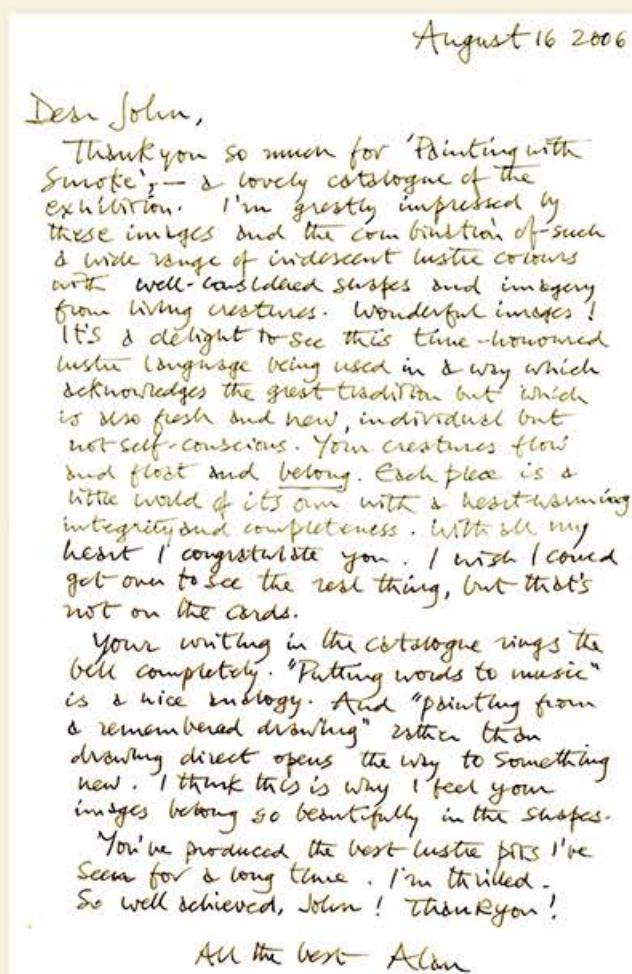 August 16 2006
Dear John,
Thankyou so much for 'Painting with
Smoke'; – a lovely catalogue of the
exhibition. I'm greatly impressed by
these images and the combination of such
a wide range of iridescent lustre colours
with well-considered shapes and imagery
from living creatures. Wonderful images!
It's a delight to see this time-honoured
lustre language being used in a way which
acknowledges the great tradition but which
is also fresh and new, individual but
not self-conscious. Your creatures flow
and float and belong. Each piece is a
little world of its own with a heart-warming
integrity and completeness. With all my
heart I congratulate you. I wish I could
get over to see the real thing, but that's
not on the cards.
Your writing in the catalogue rings the
bell completely. "Putting words to music"
is a nice analogy. And "painting from
a remembered drawing" rather than
drawing direct opens the way to something
new. I think this is why I feel your
images belong so beautifully in the shapes.
You've produced the best lustre pots I've
seen for a long time. I'm thrilled.
So well achieved, John! Thankyou!
All the best Alan